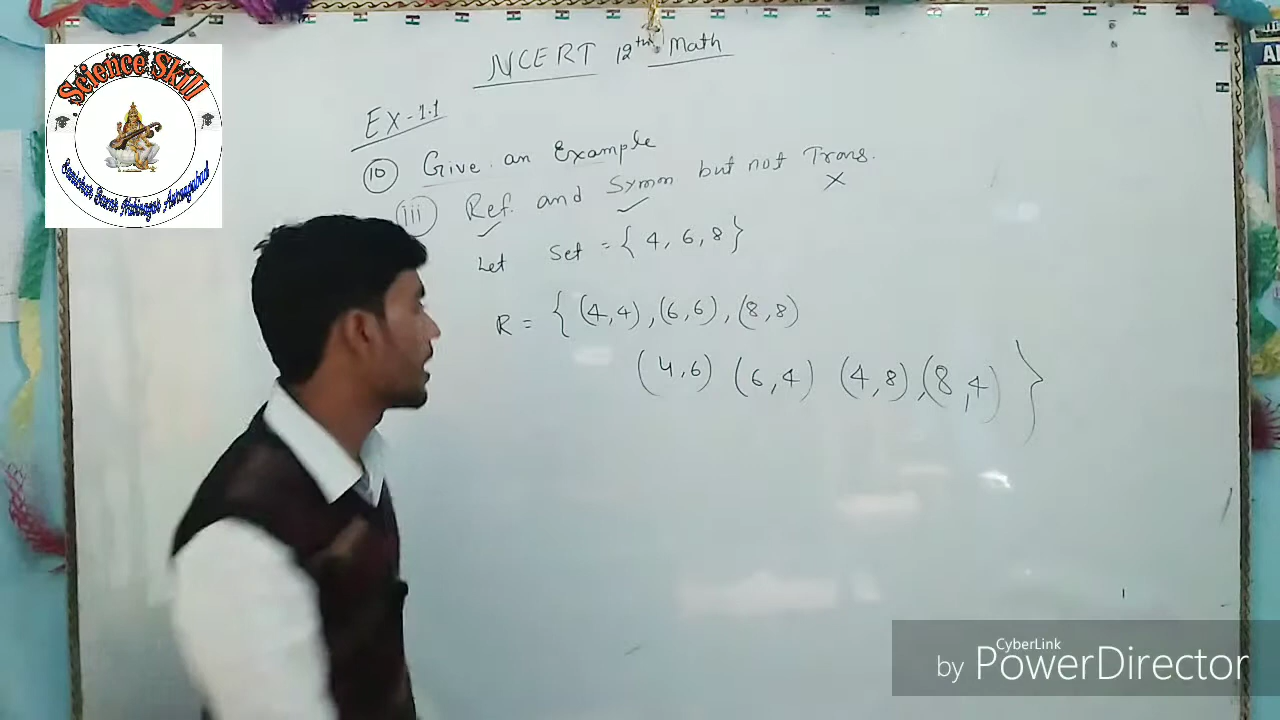 Science Skill
NCERT 12th Math
Ex-1.1
10 Give an Example
iii Ref. and Symm but not Trans.
Let Set = { 4, 6, 8 }
R = { (4,4), (6,6), (8,8)
(4,6) (6,4) (4,8), (8,4) }
CyberLink
by PowerDirector